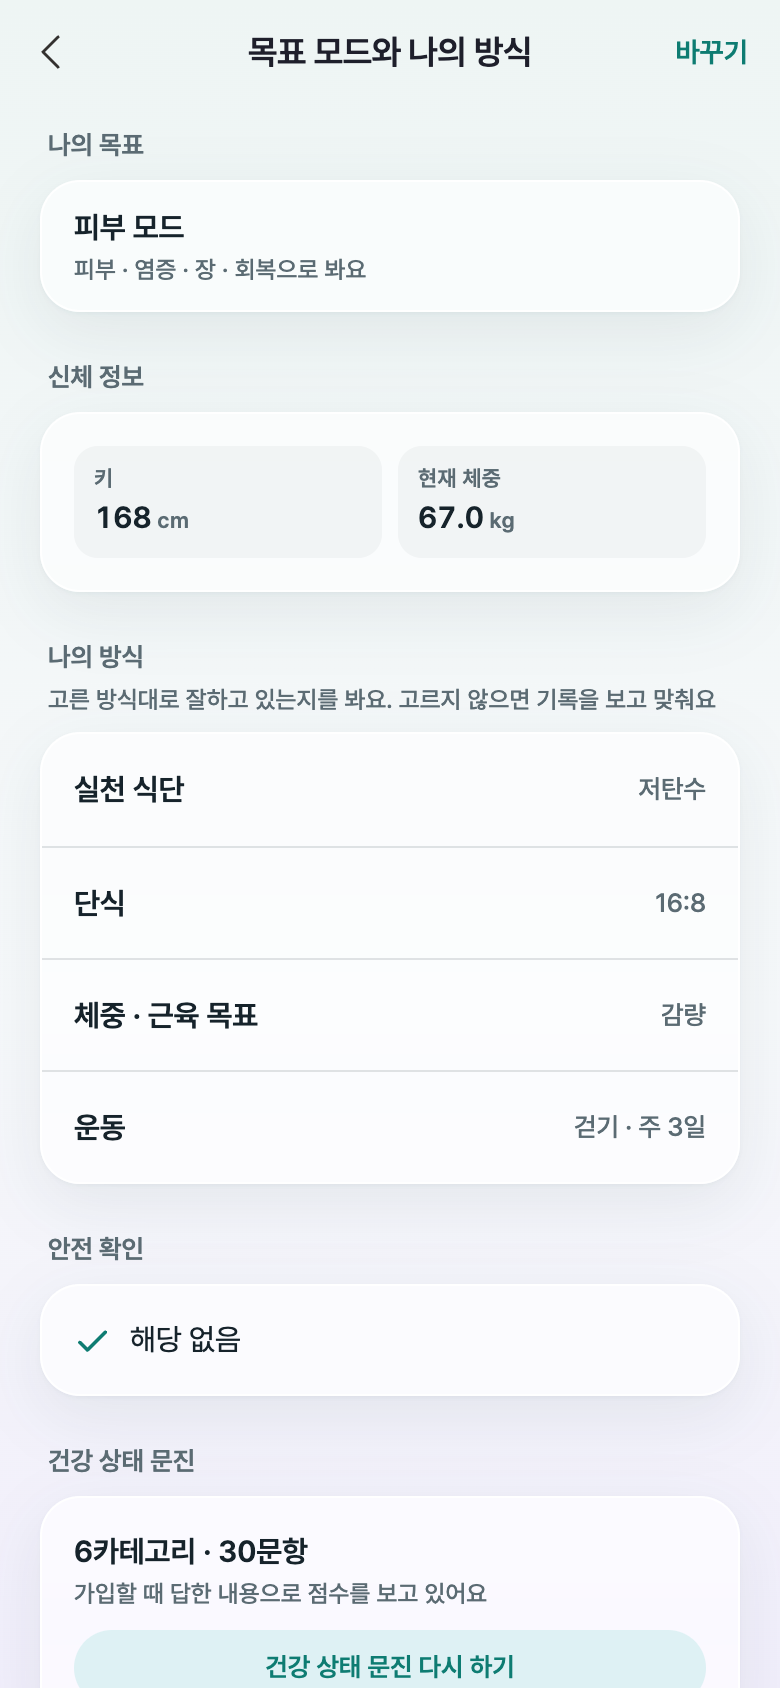 목표 모드와 나의 방식
바꾸기
나의 목표
피부 모드
피부 · 염증 · 장 · 회복으로 봐요
신체 정보
키
168 cm
현재 체중
67.0 kg
나의 방식
고른 방식대로 잘하고 있는지를 봐요. 고르지 않으면 기록을 보고 맞춰요
실천 식단
저탄수
단식
16:8
체중 · 근육 목표
감량
운동
걷기 · 주 3일
안전 확인
해당 없음
건강 상태 문진
6카테고리 · 30문항
가입할 때 답한 내용으로 점수를 보고 있어요
건강 상태 문진 다시 하기